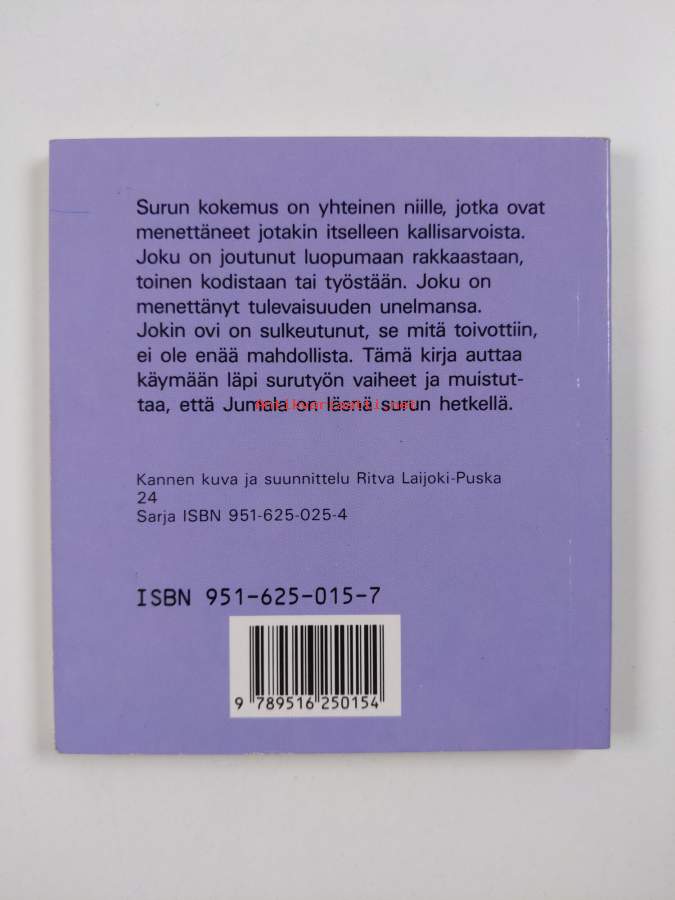 Surun kokemus on yhteinen niille, jotka ovat
menettäneet jotakin itselleen kallisarvoista.
Joku on joutunut luopumaan rakkaastaan,
toinen kodistaan tai työstään. Joku on
menettänyt tulevaisuuden unelmansa.
Jokin ovi on sulkeutunut, se mitä toivottiin,
ei ole enää mahdollista. Tämä kirja auttaa
käymään läpi surutyön vaiheet ja muistut-
taa, että Jumala on läsnä surun hetkellä.
Antikvariaatti.net
Kannen kuva ja suunnittelu Ritva Laijoki-Puska
24
Sarja ISBN 951-625-025-4
ISBN 951-625-015-7
9 789516 250154